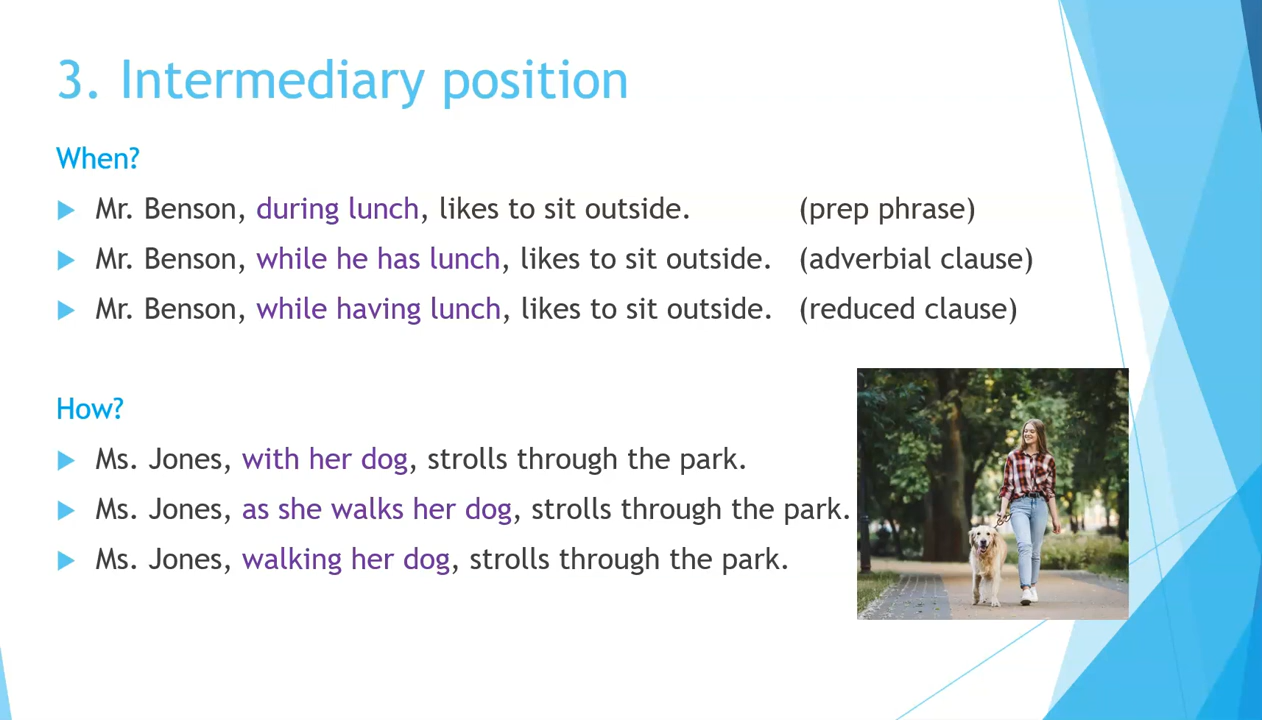 3. Intermediary position
When?
Mr. Benson, during lunch, likes to sit outside. (prep phrase)
Mr. Benson, while he has lunch, likes to sit outside. (adverbial clause)
Mr. Benson, while having lunch, likes to sit outside. (reduced clause)
How?
Ms. Jones, with her dog, strolls through the park.
Ms. Jones, as she walks her dog, strolls through the park.
Ms. Jones, walking her dog, strolls through the park.